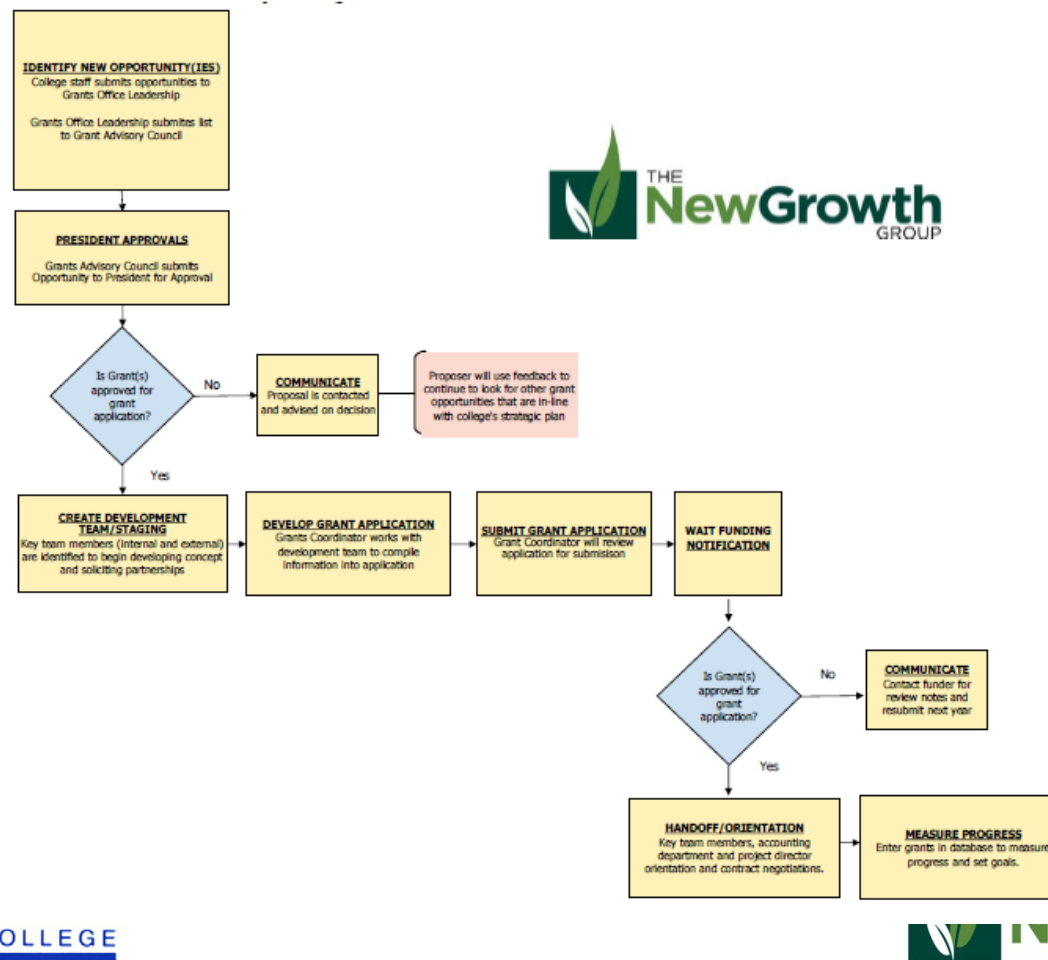 IDENTIFY NEW OPPORTUNITY(IES)
College staff submits opportunities to
Grants Office Leadership
Grants Office Leadership submites list
to Grant Advisory Council
THE
NewGrowth
GROUP
PRESIDENT APPROVALS
Grants Advisory Council submits
Opportunity to President for Approval
Is Grant(s)
approved for
grant
application?
No
COMMUNICATE
Proposal is contacted
and advised on decision
Proposer will use feedback to
continue to look for other grant
opportunities that are in-line
with college's strategic plan
Yes
CREATE DEVELOPMENT
TEAM/STAGING
Key team members (internal and external)
are identified to begin developing concept
and soliciting partnerships
DEVELOP GRANT APPLICATION
Grants Coordinator works with
development team to compile
information into application
SUBMIT GRANT APPLICATION
Grant Coordinator will review
application for submisison
WAIT FUNDING
NOTIFICATION
Is Grant(s)
approved for
grant
application?
No
COMMUNICATE
Contact funder for
review notes and
resubmit next year
Yes
HANDOFF/ORIENTATION
Key team members, accounting
department and project director
orientation and contract negotiations.
MEASURE PROGRESS
Enter grants in database to measure
progress and set goals.
OLLEGE
N